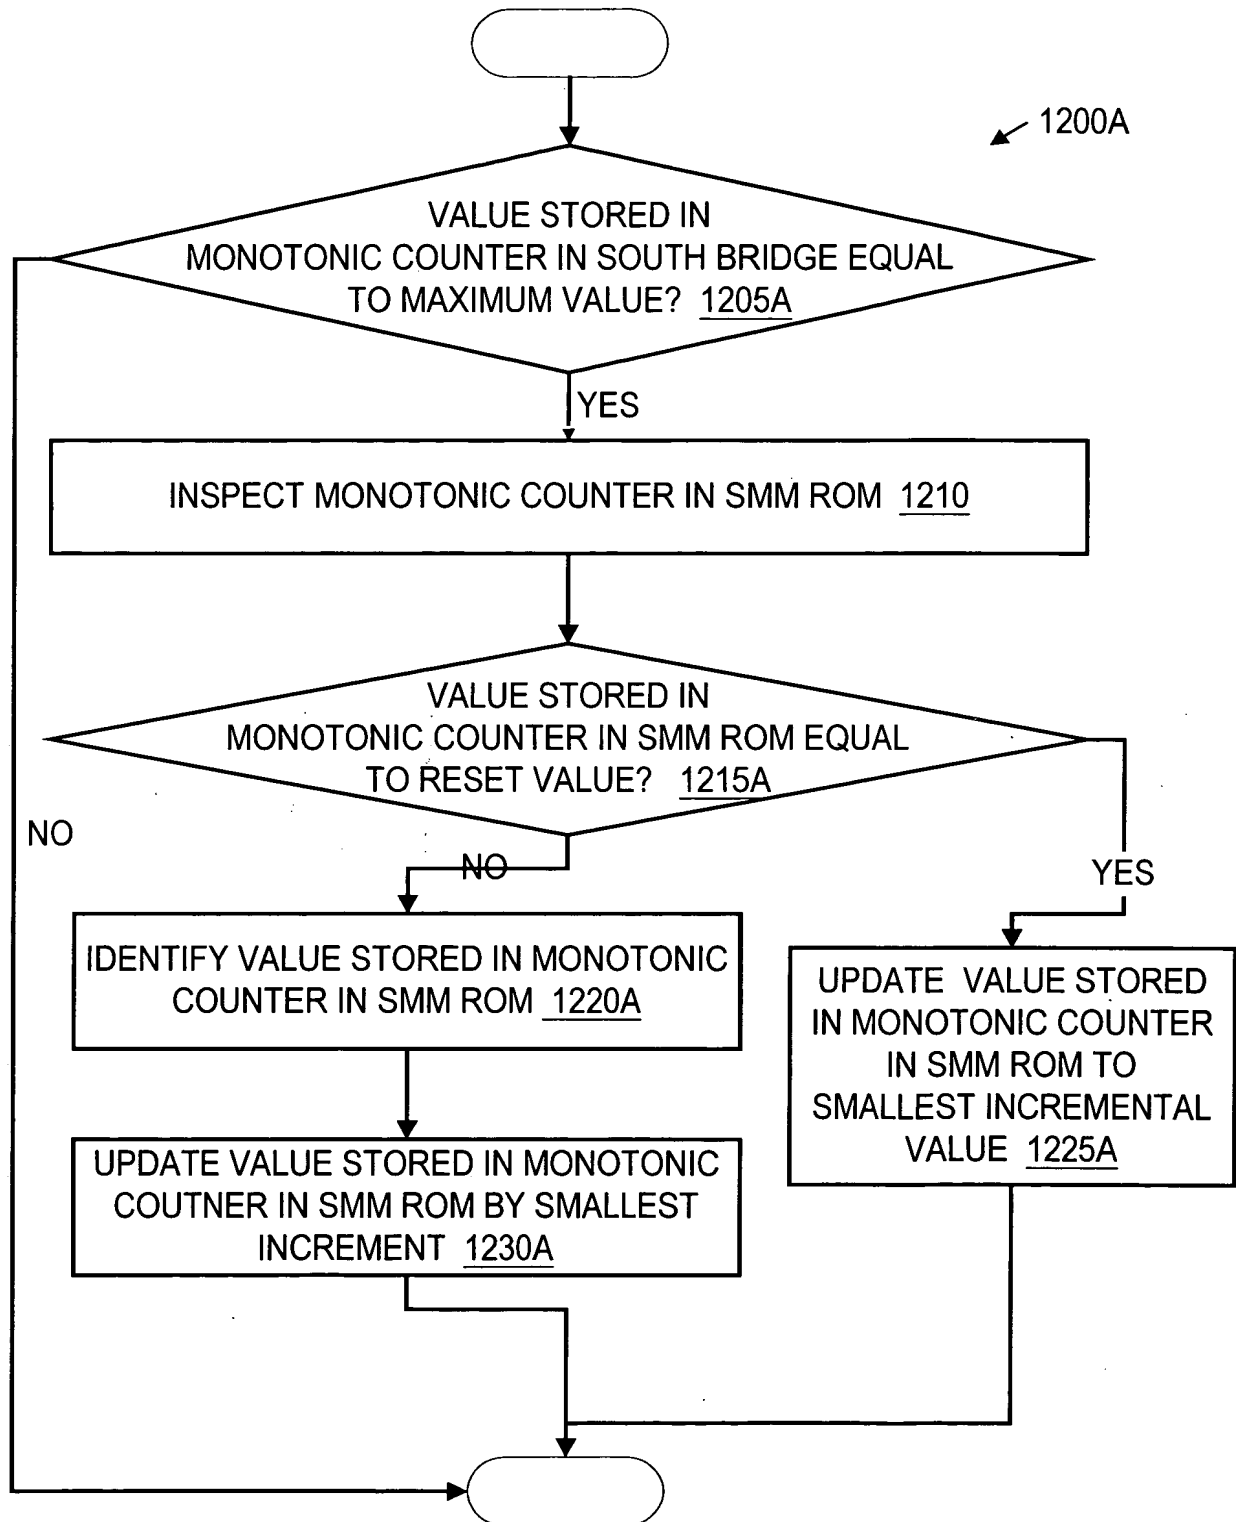 1200A
VALUE STORED IN
MONOTONIC COUNTER IN SOUTH BRIDGE EQUAL
TO MAXIMUM VALUE? 1205A
YES
INSPECT MONOTONIC COUNTER IN SMM ROM 1210
VALUE STORED IN
MONOTONIC COUNTER IN SMM ROM EQUAL
TO RESET VALUE? 1215A
NO
NO
YES
IDENTIFY VALUE STORED IN MONOTONIC
COUNTER IN SMM ROM 1220A
UPDATE VALUE STORED
IN MONOTONIC COUNTER
IN SMM ROM TO
SMALLEST INCREMENTAL
VALUE 1225A
UPDATE VALUE STORED IN MONOTONIC
COUTNER IN SMM ROM BY SMALLEST
INCREMENT 1230A